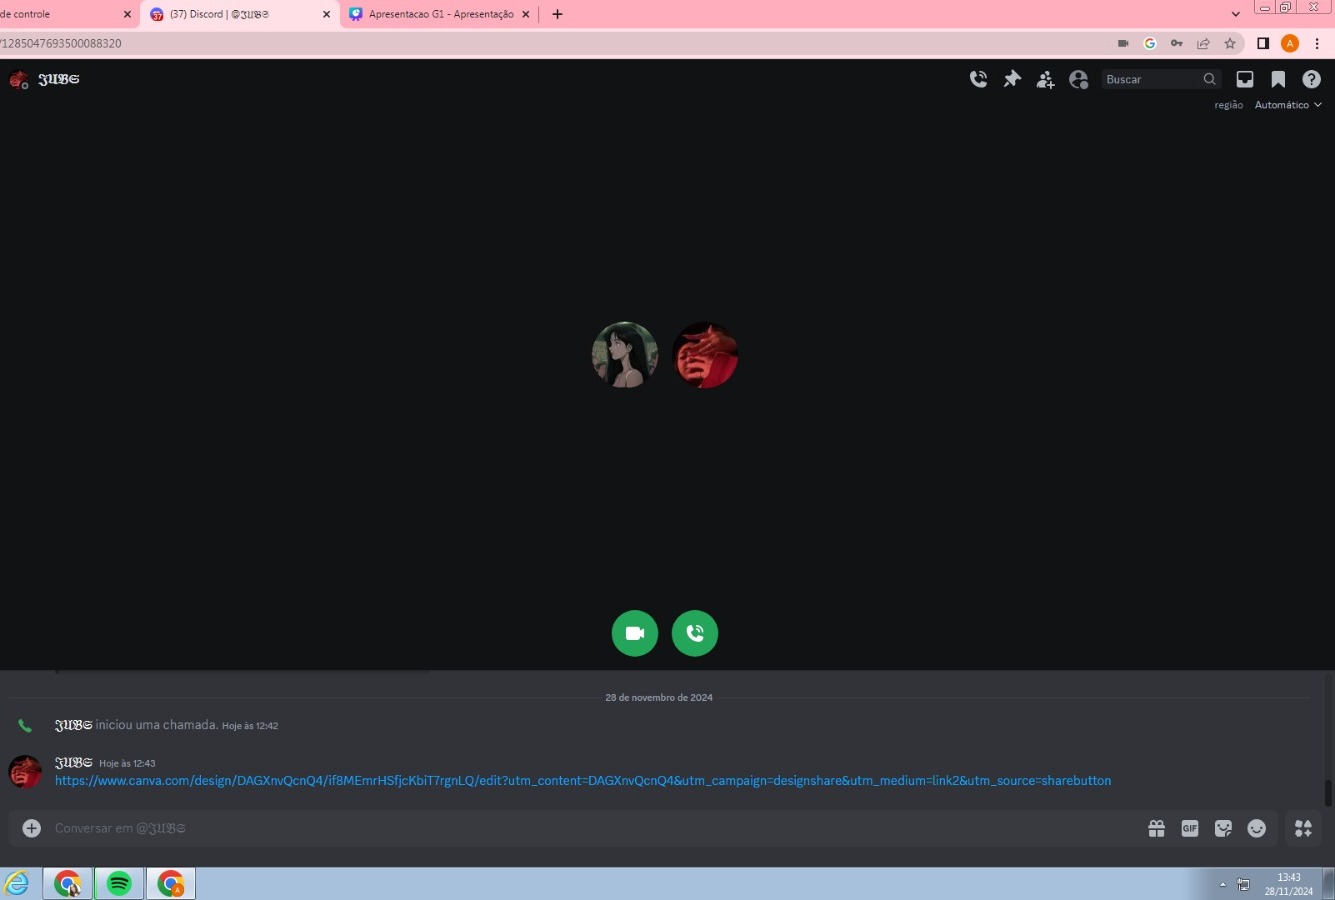 de controle
37
(37) Discord | @𝕵𝖀𝕭𝕾
Apresentacao G1 - Apresentação
/1285047693500088320
A
𝕵𝖀𝕭𝕾
Buscar
região Automático
28 de novembro de 2024
𝕵𝖀𝕭𝕾 iniciou uma chamada. Hoje às 12:42
𝕵𝖀𝕭𝕾 Hoje às 12:43
https://www.canva.com/design/DAGXnvQcnQ4/if8MEmrHSfjcKbiT7rgnLQ/edit?utm_content=DAGXnvQcnQ4&utm_campaign=designshare&utm_medium=link2&utm_source=sharebutton
Conversar em @𝕵𝖀𝕭𝕾
GIF
A
13:43
28/11/2024